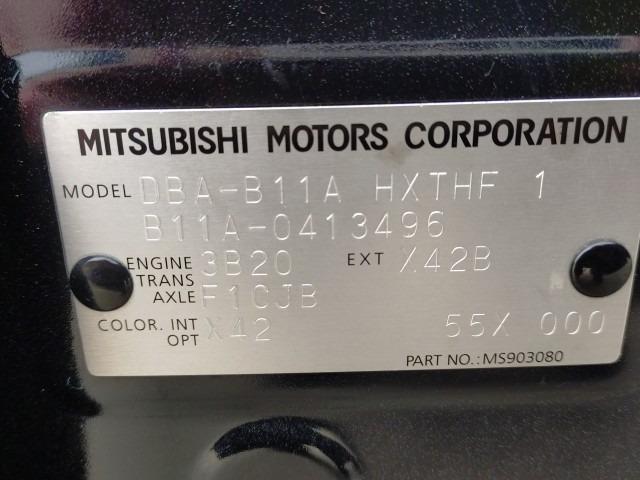 MITSUBISHI MOTORS CORPORATION
MODEL DBA-B11A HXTHF 1
B11A-0413496
ENGINE 3B20 EXT X42B
TRANS
AXLE F1CJB
COLOR. INT X42 55X 000
OPT
PART NO.: MS903080